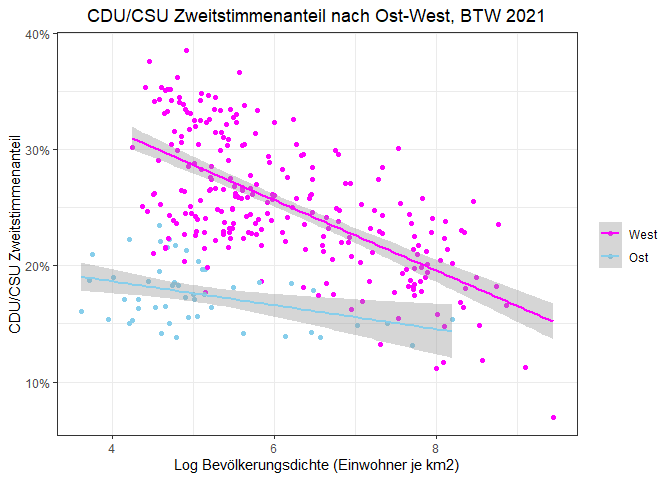 CDU/CSU Zweitstimmenanteil nach Ost-West, BTW 2021
40%
30%
20%
10%
CDU/CSU Zweitstimmenanteil
4
6
8
Log Bevölkerungsdichte (Einwohner je km2)
West
Ost